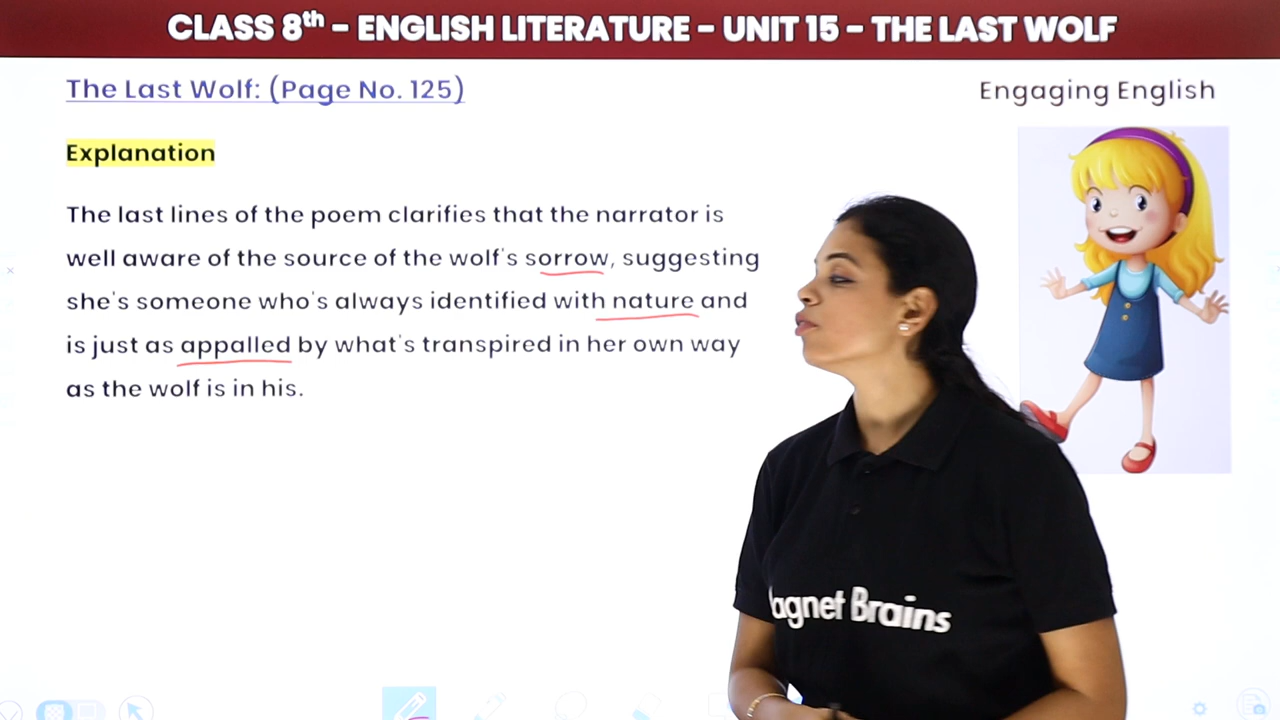 CLASS 8th – ENGLISH LITERATURE – UNIT 15 – THE LAST WOLF
The Last Wolf: (Page No. 125)
Engaging English
Explanation
The last lines of the poem clarifies that the narrator is
well aware of the source of the wolf's sorrow, suggesting
she's someone who's always identified with nature and
is just as appalled by what's transpired in her own way
as the wolf is in his.
agnet Brains